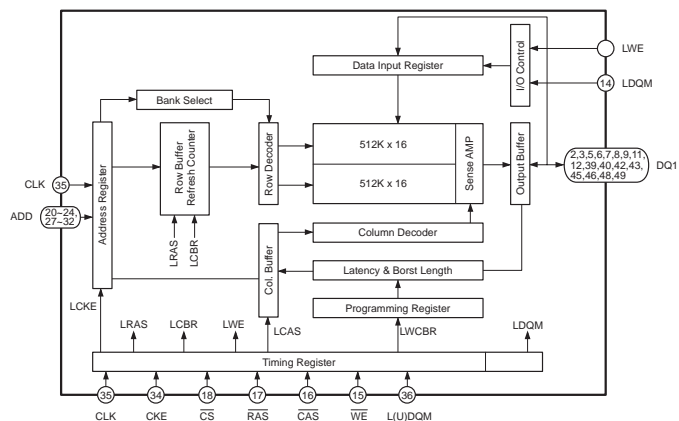 LWE
Data Input Register
I/O Control
14
LDQM
Bank Select
Address Register
Row Buffer
Refresh Counter
Row Decoder
512K x 16
512K x 16
Sense AMP
Output Buffer
2,3,5,6,7,8,9,11,
12,39,40,42,43,
45,46,48,49
DQ1
CLK
35
ADD
20~24,
27~32
LRAS
LCBR
Col. Buffer
Column Decoder
Latency & Borst Length
Programming Register
LCKE
LRAS
LCBR
LWE
LCAS
LWCBR
LDQM
Timing Register
35
34
18
17
16
15
36
CLK
CKE
CS
RAS
CAS
WE
L(U)DQM